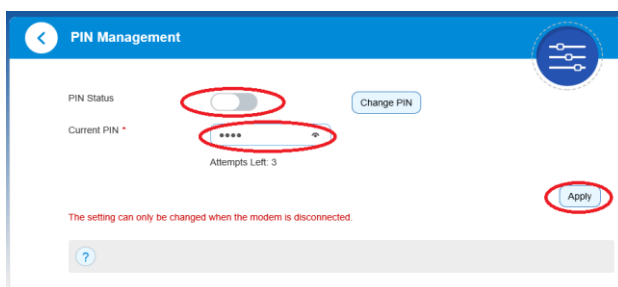 PIN Management
PIN Status
Change PIN
Current PIN *
••••
Attempts Left: 3
Apply
The setting can only be changed when the modem is disconnected.
?